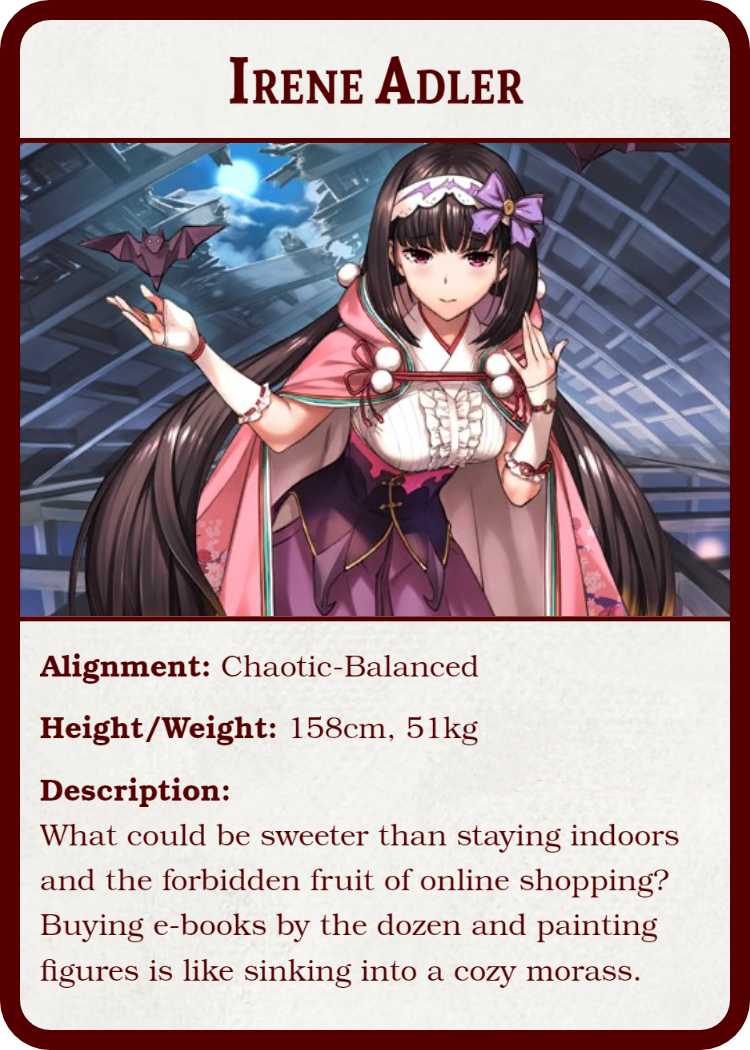 Irene Adler
Alignment: Chaotic-Balanced
Height/Weight: 158cm, 51kg
Description:
What could be sweeter than staying indoors
and the forbidden fruit of online shopping?
Buying e-books by the dozen and painting
figures is like sinking into a cozy morass.